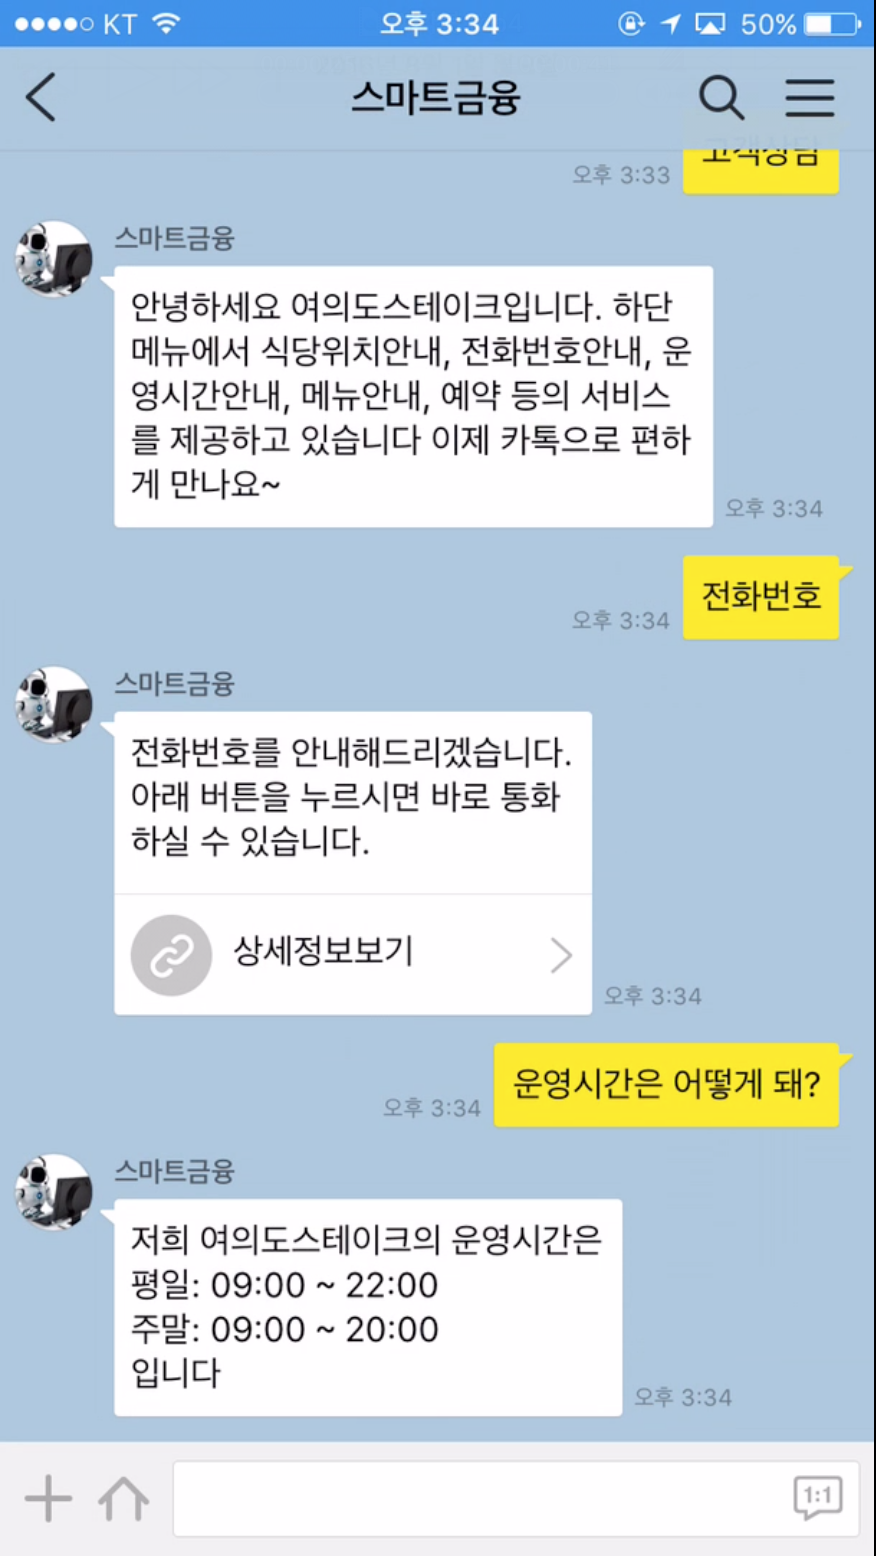 KT
오후 3:34
50%
스마트금융
고객상담
오후 3:33
스마트금융
안녕하세요 여의도스테이크입니다. 하단
메뉴에서 식당위치안내, 전화번호안내, 운
영시간안내, 메뉴안내, 예약 등의 서비스
를 제공하고 있습니다 이제 카톡으로 편하
게 만나요~
오후 3:34
전화번호
오후 3:34
스마트금융
전화번호를 안내해드리겠습니다.
아래 버튼을 누르시면 바로 통화
하실 수 있습니다.
상세정보보기
오후 3:34
운영시간은 어떻게 돼?
오후 3:34
스마트금융
저희 여의도스테이크의 운영시간은
평일: 09:00 ~ 22:00
주말: 09:00 ~ 20:00
입니다
오후 3:34
1:1